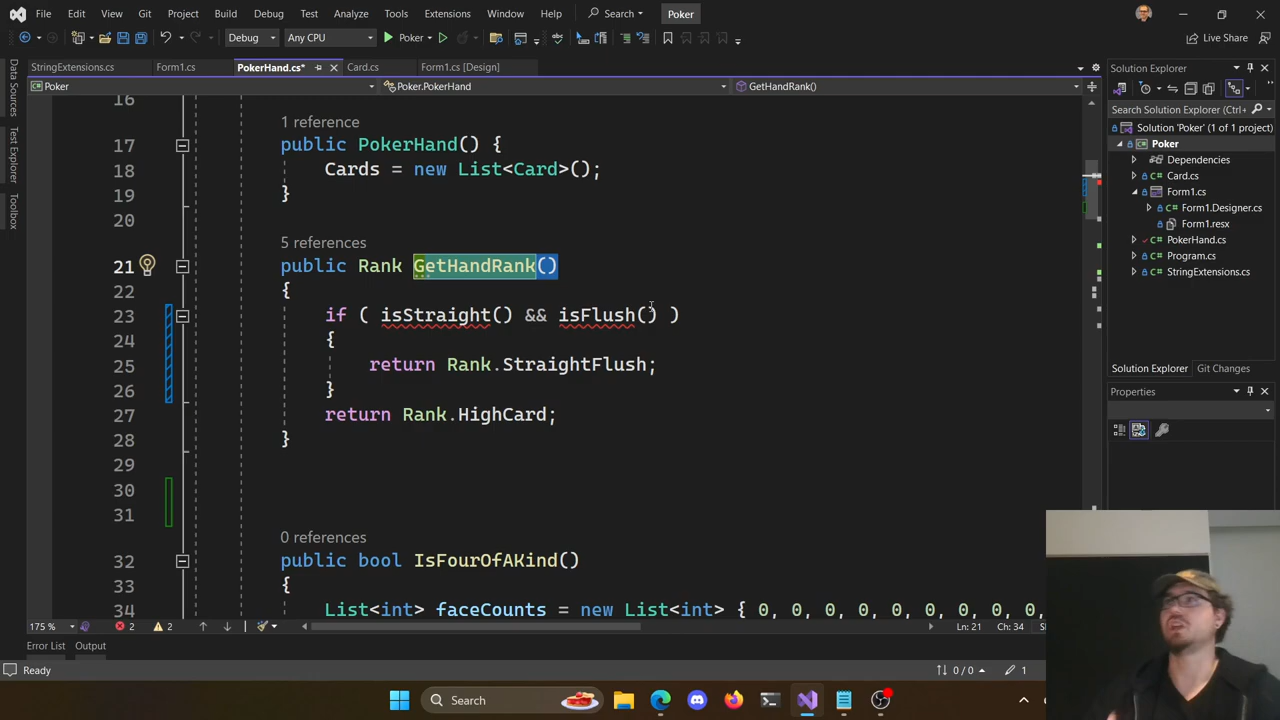 File Edit View Git Project Build Debug Test Analyze Tools Extensions Window Help Search Poker
Debug Any CPU Poker Live Share
Data Sources
Test Explorer
Toolbox
StringExtensions.cs Form1.cs PokerHand.cs* Card.cs Form1.cs [Design]
Poker Poker.PokerHand GetHandRank()
16
1 reference
17 public PokerHand() {
18 Cards = new List<Card>();
19 }
20
5 references
21 public Rank GetHandRank()
22 {
23 if ( isStraight() && isFlush() )
24 {
25 return Rank.StraightFlush;
26 }
27 return Rank.HighCard;
28 }
29
30
31
0 references
32 public bool IsFourOfAKind()
33 {
34 List<int> faceCounts = new List<int> { 0, 0, 0, 0, 0, 0, 0, 0, 0,
175 % 2 2 Ln: 21 Ch: 34
Error List Output
Ready 0 / 0 1
Solution Explorer
Search Solution Explorer (Ctrl+
Solution 'Poker' (1 of 1 project)
Poker
Dependencies
Card.cs
Form1.cs
Form1.Designer.cs
Form1.resx
PokerHand.cs
Program.cs
StringExtensions.cs
Solution Explorer Git Changes
Properties
Search